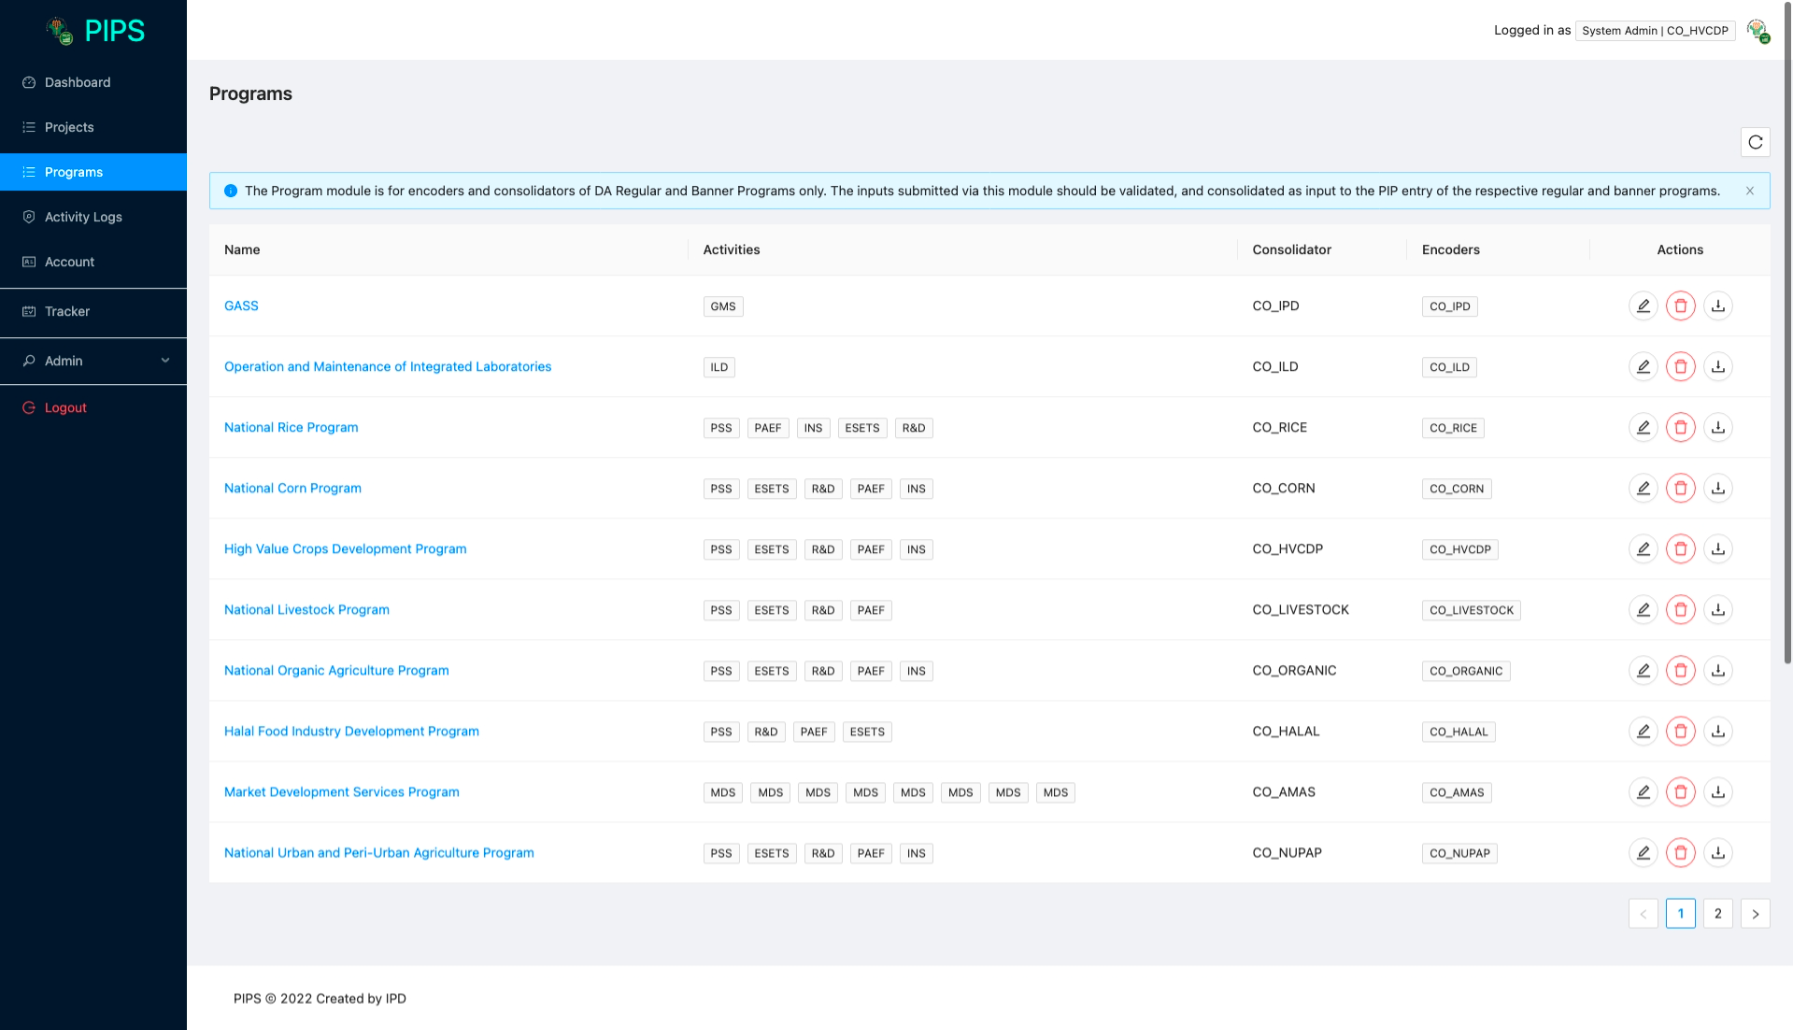 PIPS
Logged in as System Admin | CO_HVCDP
Dashboard
Projects
Programs
Activity Logs
Account
Tracker
Admin
Logout
Programs
The Program module is for encoders and consolidators of DA Regular and Banner Programs only. The inputs submitted via this module should be validated, and consolidated as input to the PIP entry of the respective regular and banner programs.
Name Activities Consolidator Encoders Actions
GASS GMS CO_IPD CO_IPD
Operation and Maintenance of Integrated Laboratories ILD CO_ILD CO_ILD
National Rice Program PSS PAEF INS ESETS R&D CO_RICE CO_RICE
National Corn Program PSS ESETS R&D PAEF INS CO_CORN CO_CORN
High Value Crops Development Program PSS ESETS R&D PAEF INS CO_HVCDP CO_HVCDP
National Livestock Program PSS ESETS R&D PAEF CO_LIVESTOCK CO_LIVESTOCK
National Organic Agriculture Program PSS ESETS R&D PAEF INS CO_ORGANIC CO_ORGANIC
Halal Food Industry Development Program PSS R&D PAEF ESETS CO_HALAL CO_HALAL
Market Development Services Program MDS MDS MDS MDS MDS MDS MDS MDS CO_AMAS CO_AMAS
National Urban and Peri-Urban Agriculture Program PSS ESETS R&D PAEF INS CO_NUPAP CO_NUPAP
1 2
PIPS © 2022 Created by IPD